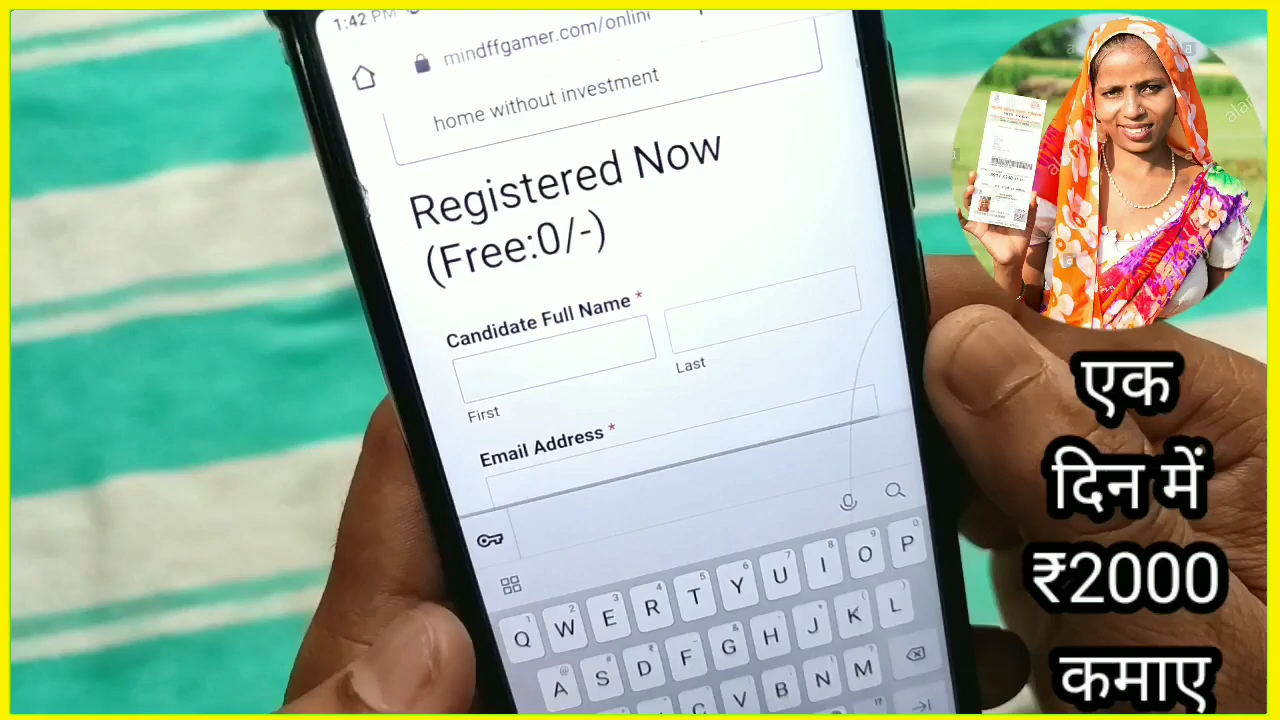 1:42 PM
mindffgamer.com/onlin
home without investment
Registered Now
(Free:0/-)
Candidate Full Name *
First
Last
Email Address *
Q W E R T Y U I O P
A S D F G H J K L
C V B N M
एक
दिन में
₹2000
कमाए